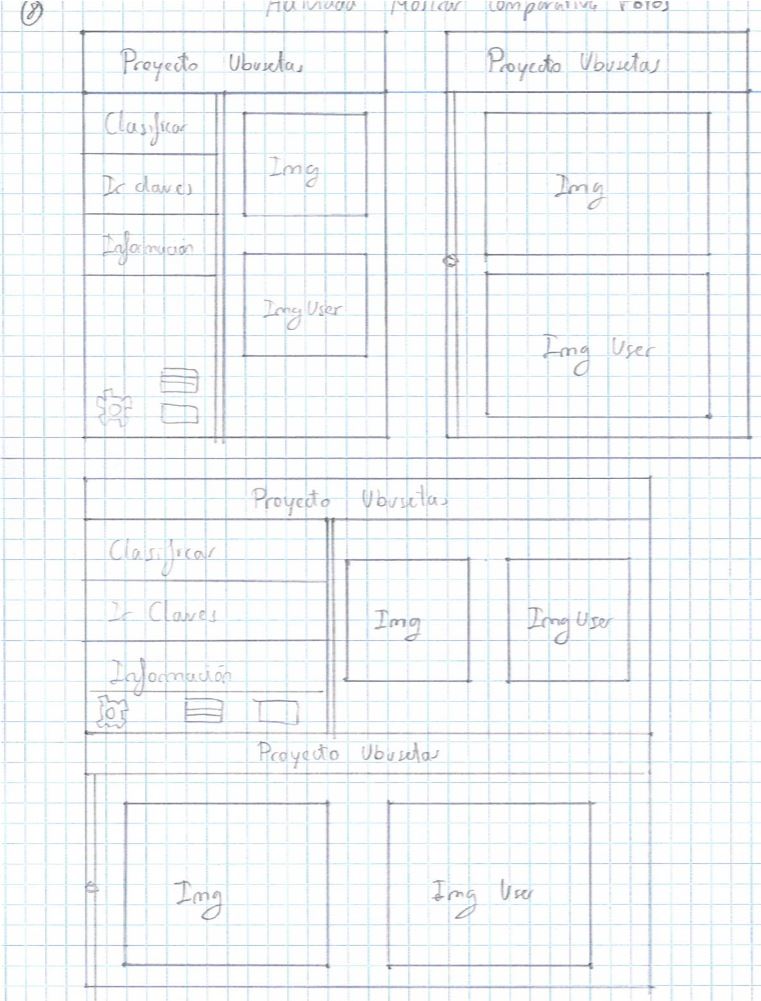 8
Mostrar Comparativa Fotos
Proyecto Ubusetas
Clasificar
Ir claves
Información
Img
Img User
Proyecto Ubusetas
Img
Img User
Proyecto Ubusetas
Clasificar
Ir Claves
Información
Img
Img User
Proyecto Ubusetas
Img
Img User